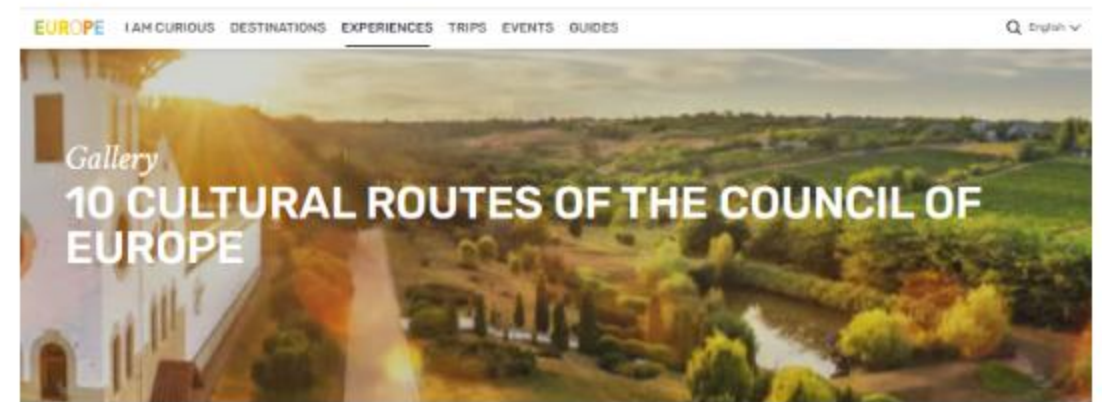 EUROPE I AM CURIOUS DESTINATIONS EXPERIENCES TRIPS EVENTS GUIDES English
Gallery
10 CULTURAL ROUTES OF THE COUNCIL OF
EUROPE